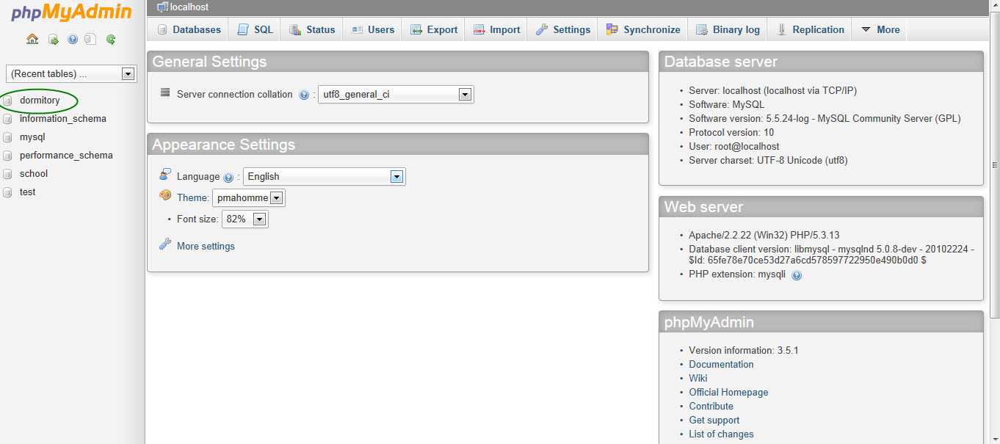 phpMyAdmin
(Recent tables) ...
dormitory
information_schema
mysql
performance_schema
school
test
localhost
Databases
SQL
Status
Users
Export
Import
Settings
Synchronize
Binary log
Replication
More
General Settings
Server connection collation : utf8_general_ci
Appearance Settings
Language : English
Theme: pmahomme
• Font size: 82%
More settings
Database server
• Server: localhost (localhost via TCP/IP)
• Software: MySQL
• Software version: 5.5.24-log - MySQL Community Server (GPL)
• Protocol version: 10
• User: root@localhost
• Server charset: UTF-8 Unicode (utf8)
Web server
• Apache/2.2.22 (Win32) PHP/5.3.13
• Database client version: libmysql - mysqlnd 5.0.8-dev - 20102224 -
$Id: 65fe78e70ce53d27a6cd578597722950e490b0d0 $
• PHP extension: mysqli
phpMyAdmin
• Version information: 3.5.1
• Documentation
• Wiki
• Official Homepage
• Contribute
• Get support
• List of changes